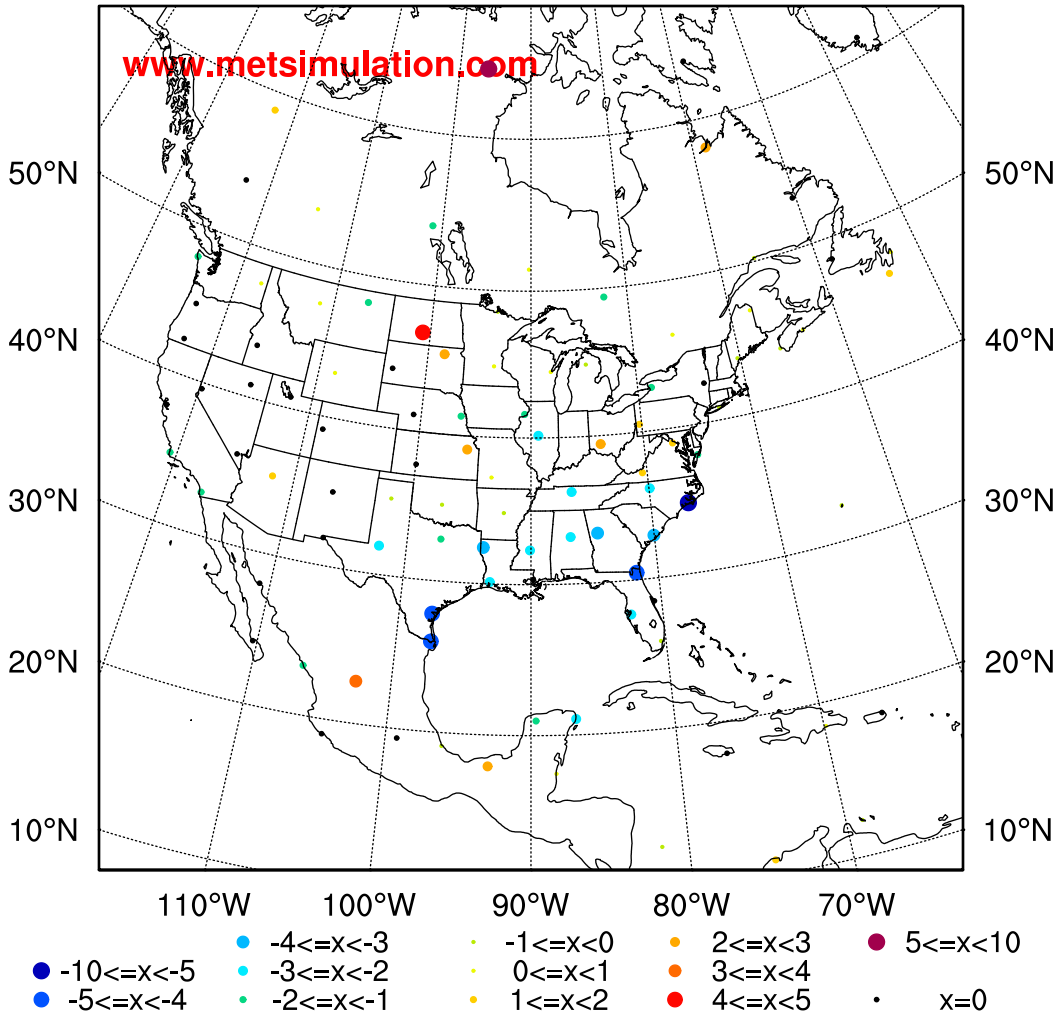 www.metsimulation.com
50°N 50°N
40°N 40°N
30°N 30°N
20°N 20°N
10°N 10°N
110°W 100°W 90°W 80°W 70°W
-4<=x<-3 -1<=x<0 2<=x<3 5<=x<10
-10<=x<-5 -3<=x<-2 0<=x<1 3<=x<4
-5<=x<-4 -2<=x<-1 1<=x<2 4<=x<5 x=0